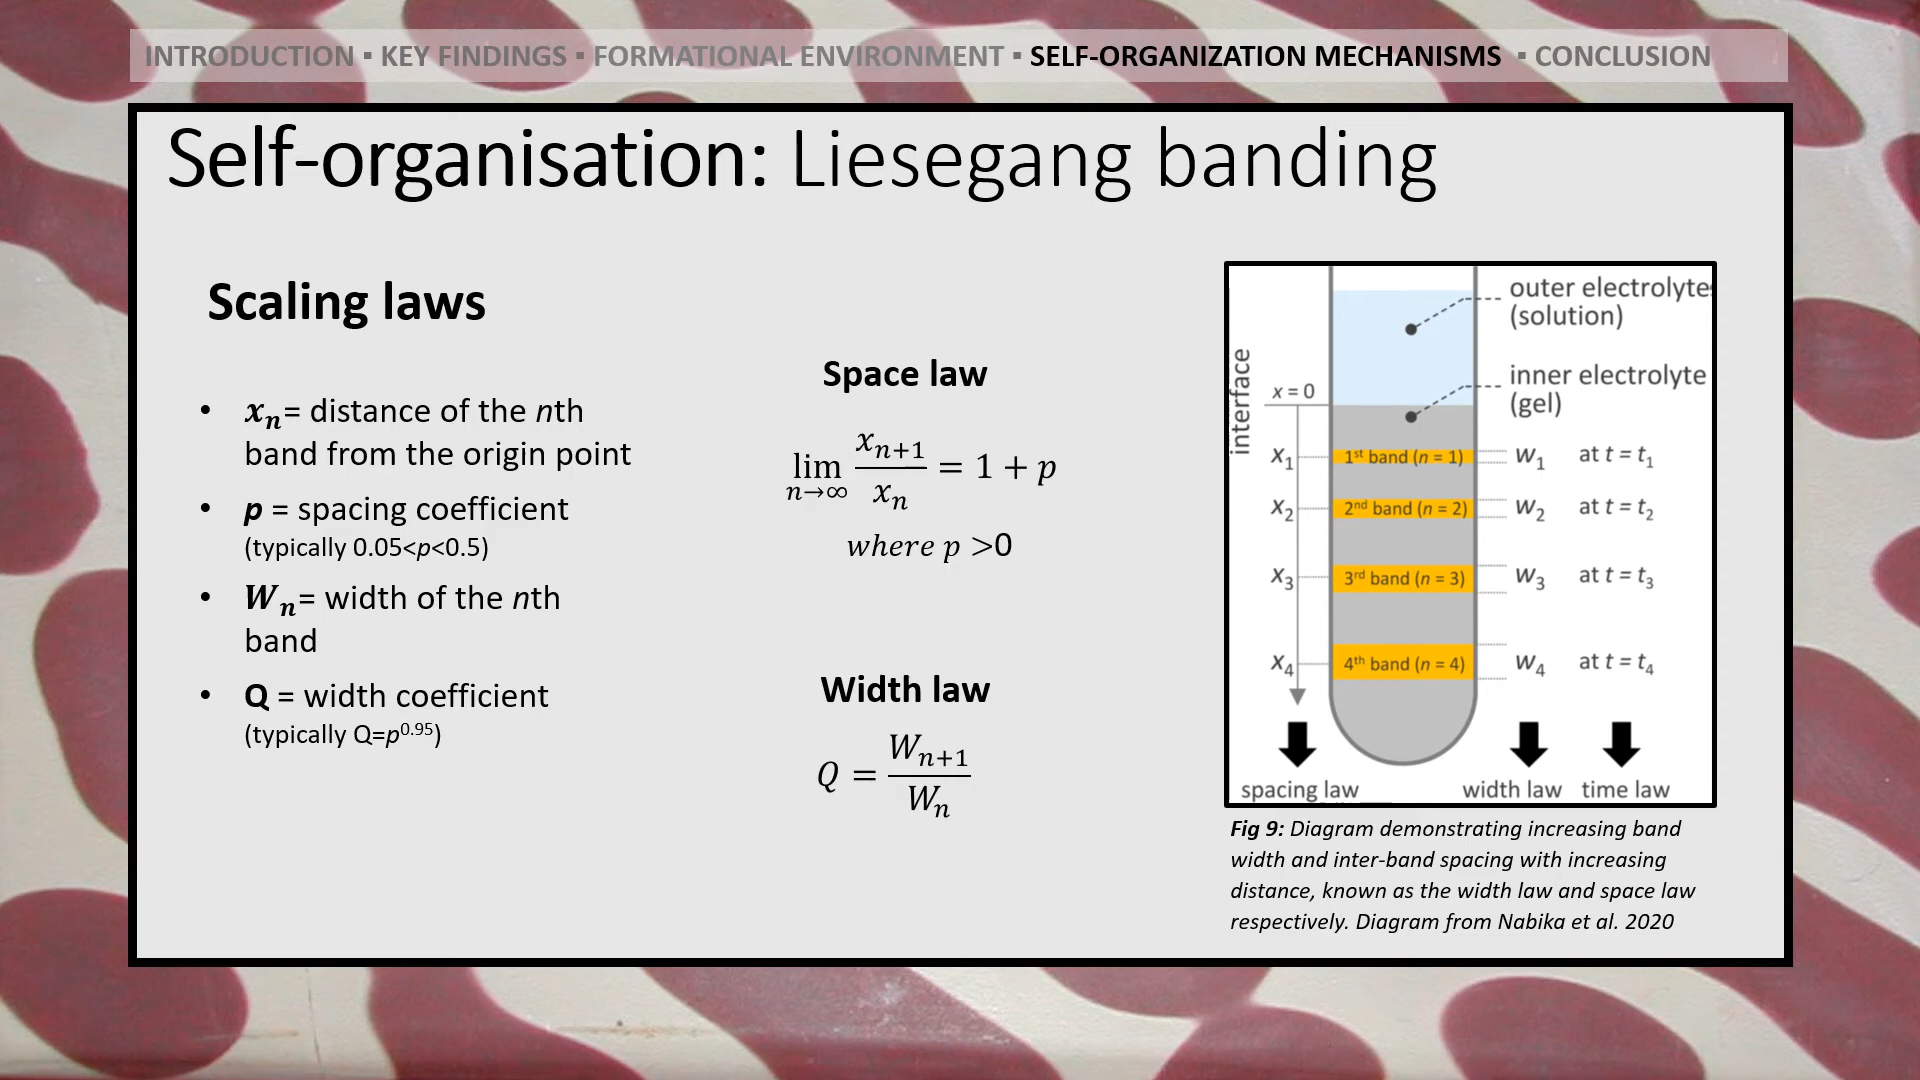 INTRODUCTION ▪ KEY FINDINGS ▪ FORMATIONAL ENVIRONMENT ▪ SELF-ORGANIZATION MECHANISMS ▪ CONCLUSION
Self-organisation: Liesegang banding
Scaling laws
• xₙ= distance of the nth
band from the origin point
• p = spacing coefficient
(typically 0.05<p<0.5)
• Wₙ= width of the nth
band
• Q = width coefficient
(typically Q=p^0.95)
Space law
lim n→∞ xₙ₊₁/xₙ = 1 + p
where p >0
Width law
Q = Wₙ₊₁/Wₙ
outer electrolyte
(solution)
inner electrolyte
(gel)
interface
x = 0
x₁ 1st band (n = 1) w₁ at t = t₁
x₂ 2nd band (n = 2) w₂ at t = t₂
x₃ 3rd band (n = 3) w₃ at t = t₃
x₄ 4th band (n = 4) w₄ at t = t₄
spacing law width law time law
Fig 9: Diagram demonstrating increasing band
width and inter-band spacing with increasing
distance, known as the width law and space law
respectively. Diagram from Nabika et al. 2020